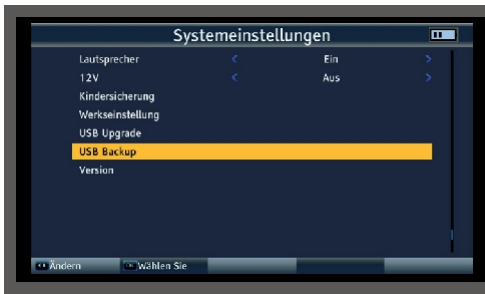 Systemeinstellungen
Lautsprecher < Ein >
12V < Aus >
Kindersicherung
Werkseinstellung
USB Upgrade
USB Backup
Version
Ändern Wählen Sie